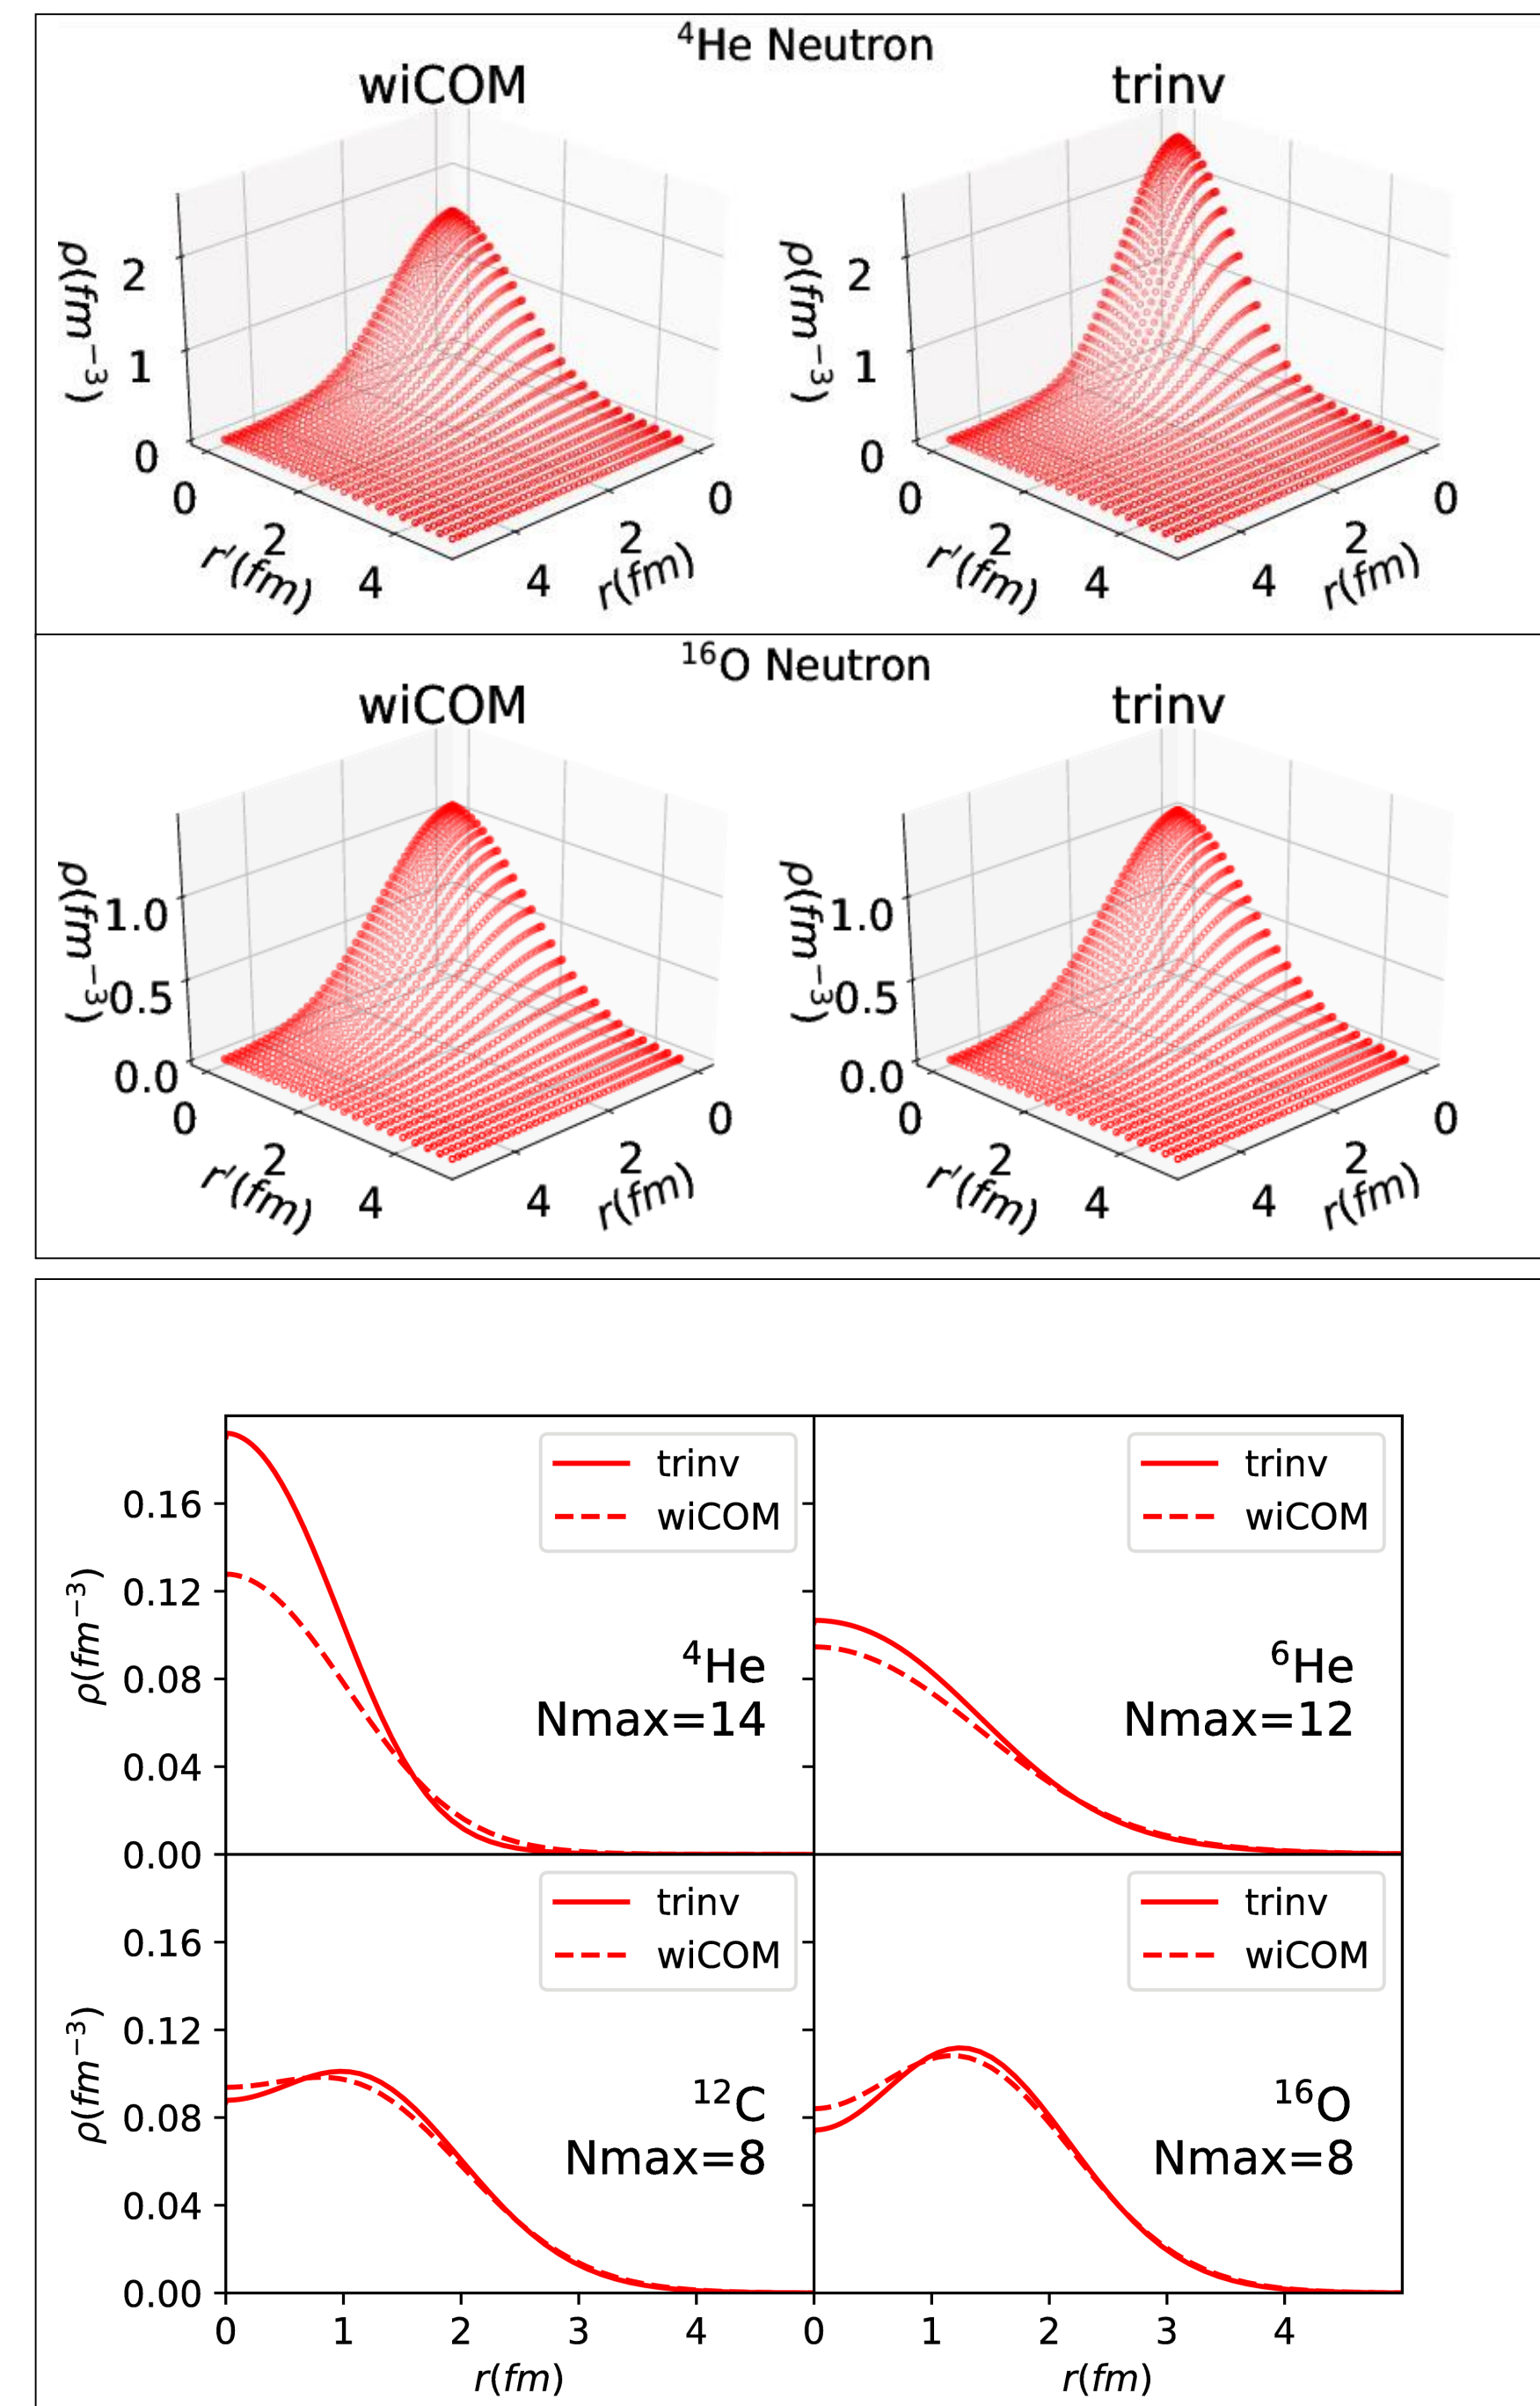 ⁴He Neutron
wiCOM
trinv
ρ(fm⁻³)
2
1
0
0
2
4
r′(fm)
4
2
0
r(fm)
ρ(fm⁻³)
2
1
0
0
2
4
r′(fm)
4
2
0
r(fm)
¹⁶O Neutron
wiCOM
trinv
ρ(fm⁻³)
1.0
0.5
0.0
0
2
4
r′(fm)
4
2
0
r(fm)
ρ(fm⁻³)
1.0
0.5
0.0
0
2
4
r′(fm)
4
2
0
r(fm)
ρ(fm⁻³)
0.16
0.12
0.08
0.04
0.00
trinv
wiCOM
⁴He
Nmax=14
trinv
wiCOM
⁶He
Nmax=12
ρ(fm⁻³)
0.16
0.12
0.08
0.04
0.00
trinv
wiCOM
¹²C
Nmax=8
trinv
wiCOM
¹⁶O
Nmax=8
0 1 2 3 4 0 1 2 3 4
r(fm) r(fm)